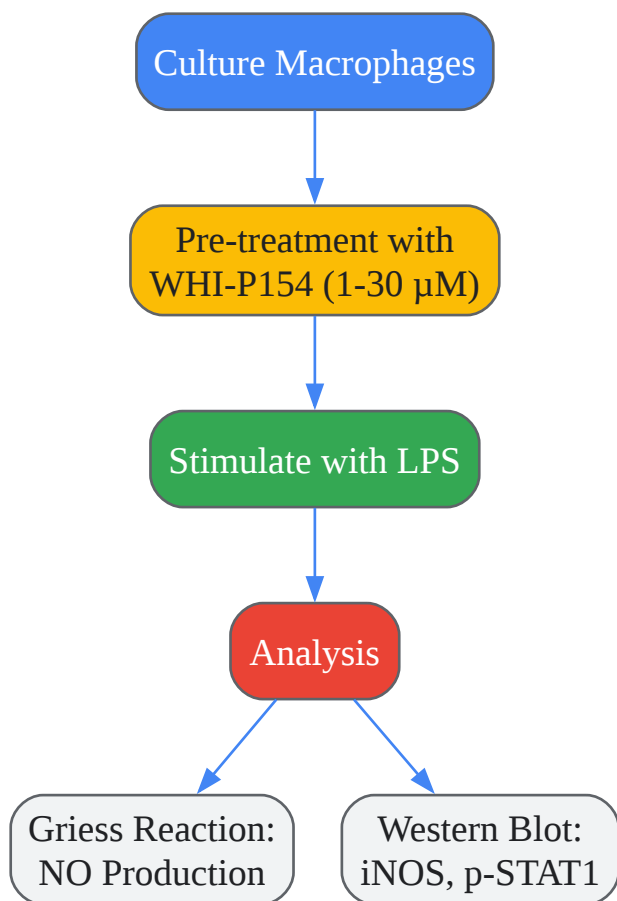 Culture Macrophages
Pre-treatment with
WHI-P154 (1-30 µM)
Stimulate with LPS
Analysis
Griess Reaction:
NO Production
Western Blot:
iNOS, p-STAT1